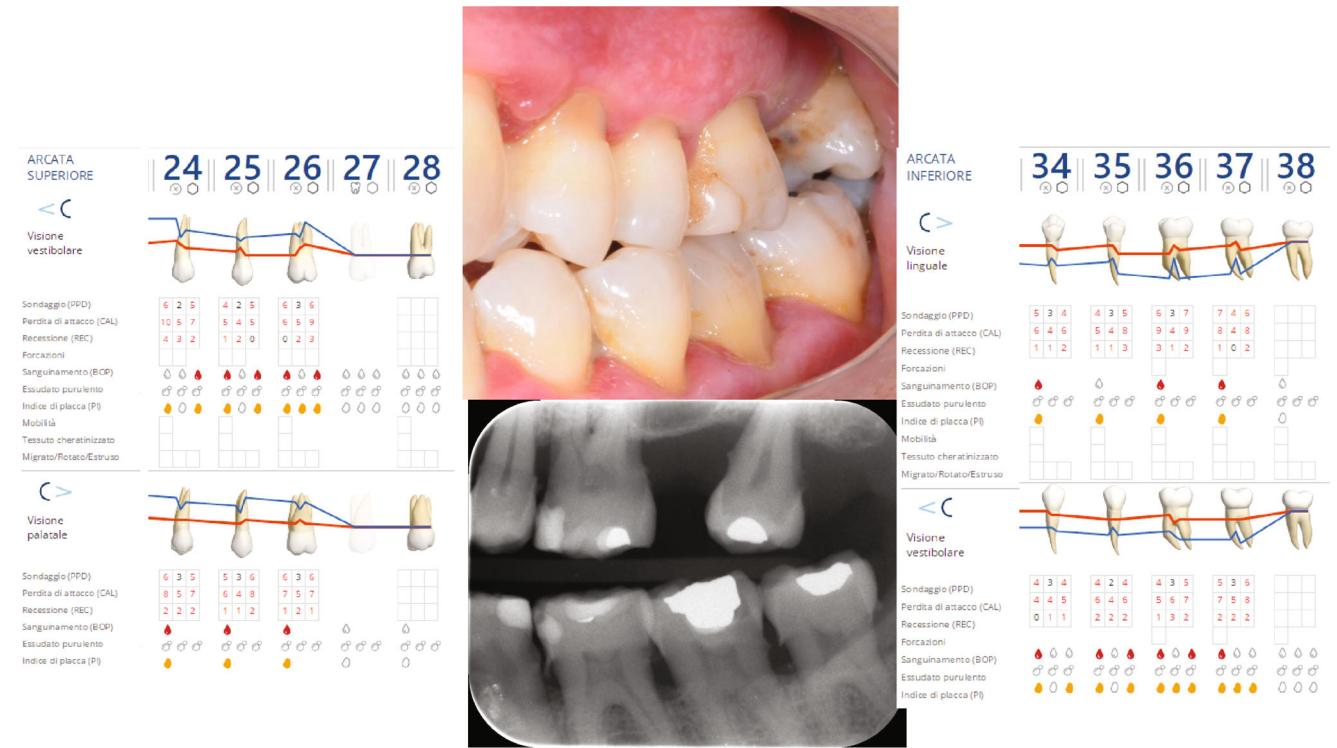 ARCATA
SUPERIORE
24 25 26 27 28
Visione
vestibolare
Sondaggio (PPD) 6 2 5 4 2 5 6 3 6
Perdita di attacco (CAL) 10 5 7 5 4 5 6 5 9
Recessione (REC) 4 3 2 1 2 0 0 2 3
Forcazioni
Sanguinamento (BOP)
Essudato purulento
Indice di placca (PI)
Mobilità
Tessuto cheratinizzato
Migrato/Rotato/Estruso
Visione
palatale
Sondaggio (PPD) 6 3 5 5 3 6 6 3 6
Perdita di attacco (CAL) 8 5 7 6 4 8 7 5 7
Recessione (REC) 2 2 2 1 1 2 1 2 1
Sanguinamento (BOP)
Essudato purulento
Indice di placca (PI)
ARCATA
INFERIORE
34 35 36 37 38
Visione
linguale
Sondaggio (PPD) 5 3 4 4 3 5 6 3 7 7 4 8
Perdita di attacco (CAL) 6 4 6 5 4 8 9 4 9 8 4 8
Recessione (REC) 1 1 2 1 1 3 3 1 2 1 0 2
Forcazioni
Sanguinamento (BOP)
Essudato purulento
Indice di placca (PI)
Mobilità
Tessuto cheratinizzato
Migrato/Rotato/Estruso
Visione
vestibolare
Sondaggio (PPD) 4 3 4 4 2 4 4 3 5 5 3 6
Perdita di attacco (CAL) 4 4 5 6 4 6 5 6 7 7 5 8
Recessione (REC) 0 1 1 2 2 2 1 3 2 2 2 2
Forcazioni
Sanguinamento (BOP)
Essudato purulento
Indice di placca (PI)